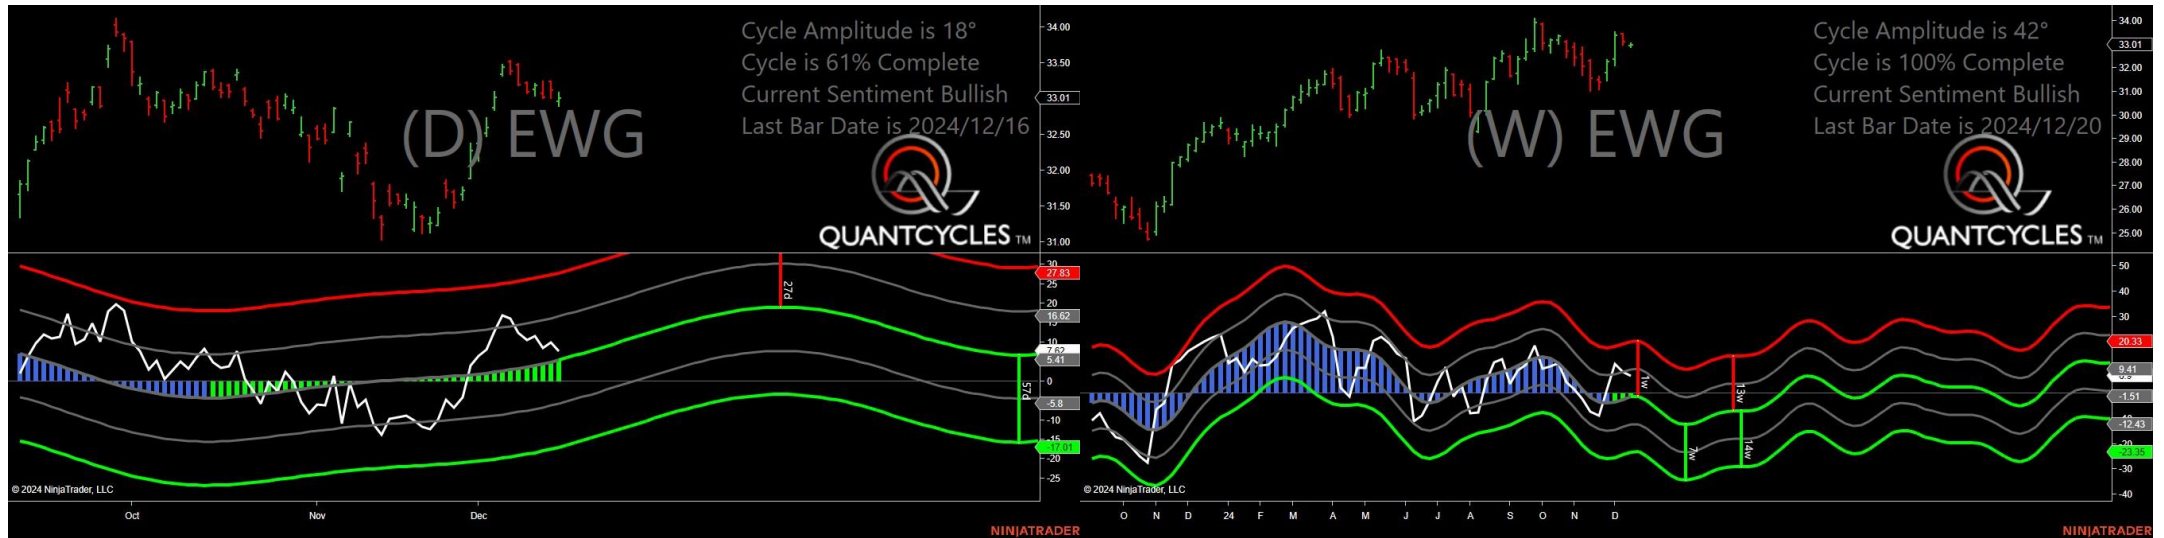 Cycle Amplitude is 18°
Cycle is 61% Complete
Current Sentiment Bullish
Last Bar Date is 2024/12/16
(D) EWG
QUANTCYCLES TM
34.00
33.50
33.01
32.50
32.00
31.50
31.00
30
27.83
25
20
16.62
15
10
7.62
5.41
0
-5.8
-10
-15
-17.01
-20
-25
27d
57d
© 2024 NinjaTrader, LLC
Oct Nov Dec
NINJATRADER
Cycle Amplitude is 42°
Cycle is 100% Complete
Current Sentiment Bullish
Last Bar Date is 2024/12/20
(W) EWG
QUANTCYCLES TM
34.00
33.01
32.00
31.00
30.00
29.00
28.00
27.00
26.00
25.00
50
40
30
20.33
9.41
-1.51
-12.43
-20
-23.35
-30
-40
1w
7w
13w
14w
© 2024 NinjaTrader, LLC
O N D 24 F M A M J J A S O N D
NINJATRADER